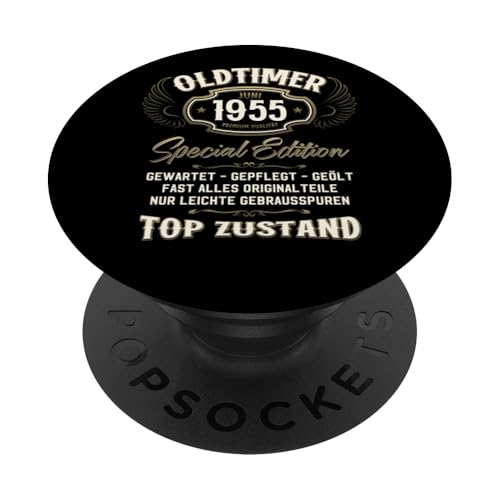 OLDTIMER
JUNI
1955
PREMIUM QUALITÄT
Special Edition
GEWARTET - GEPFLEGT - GEÖLT
FAST ALLES ORIGINALTEILE
NUR LEICHTE GEBRAUSSPUREN
TOP ZUSTAND
POPSOCKETS